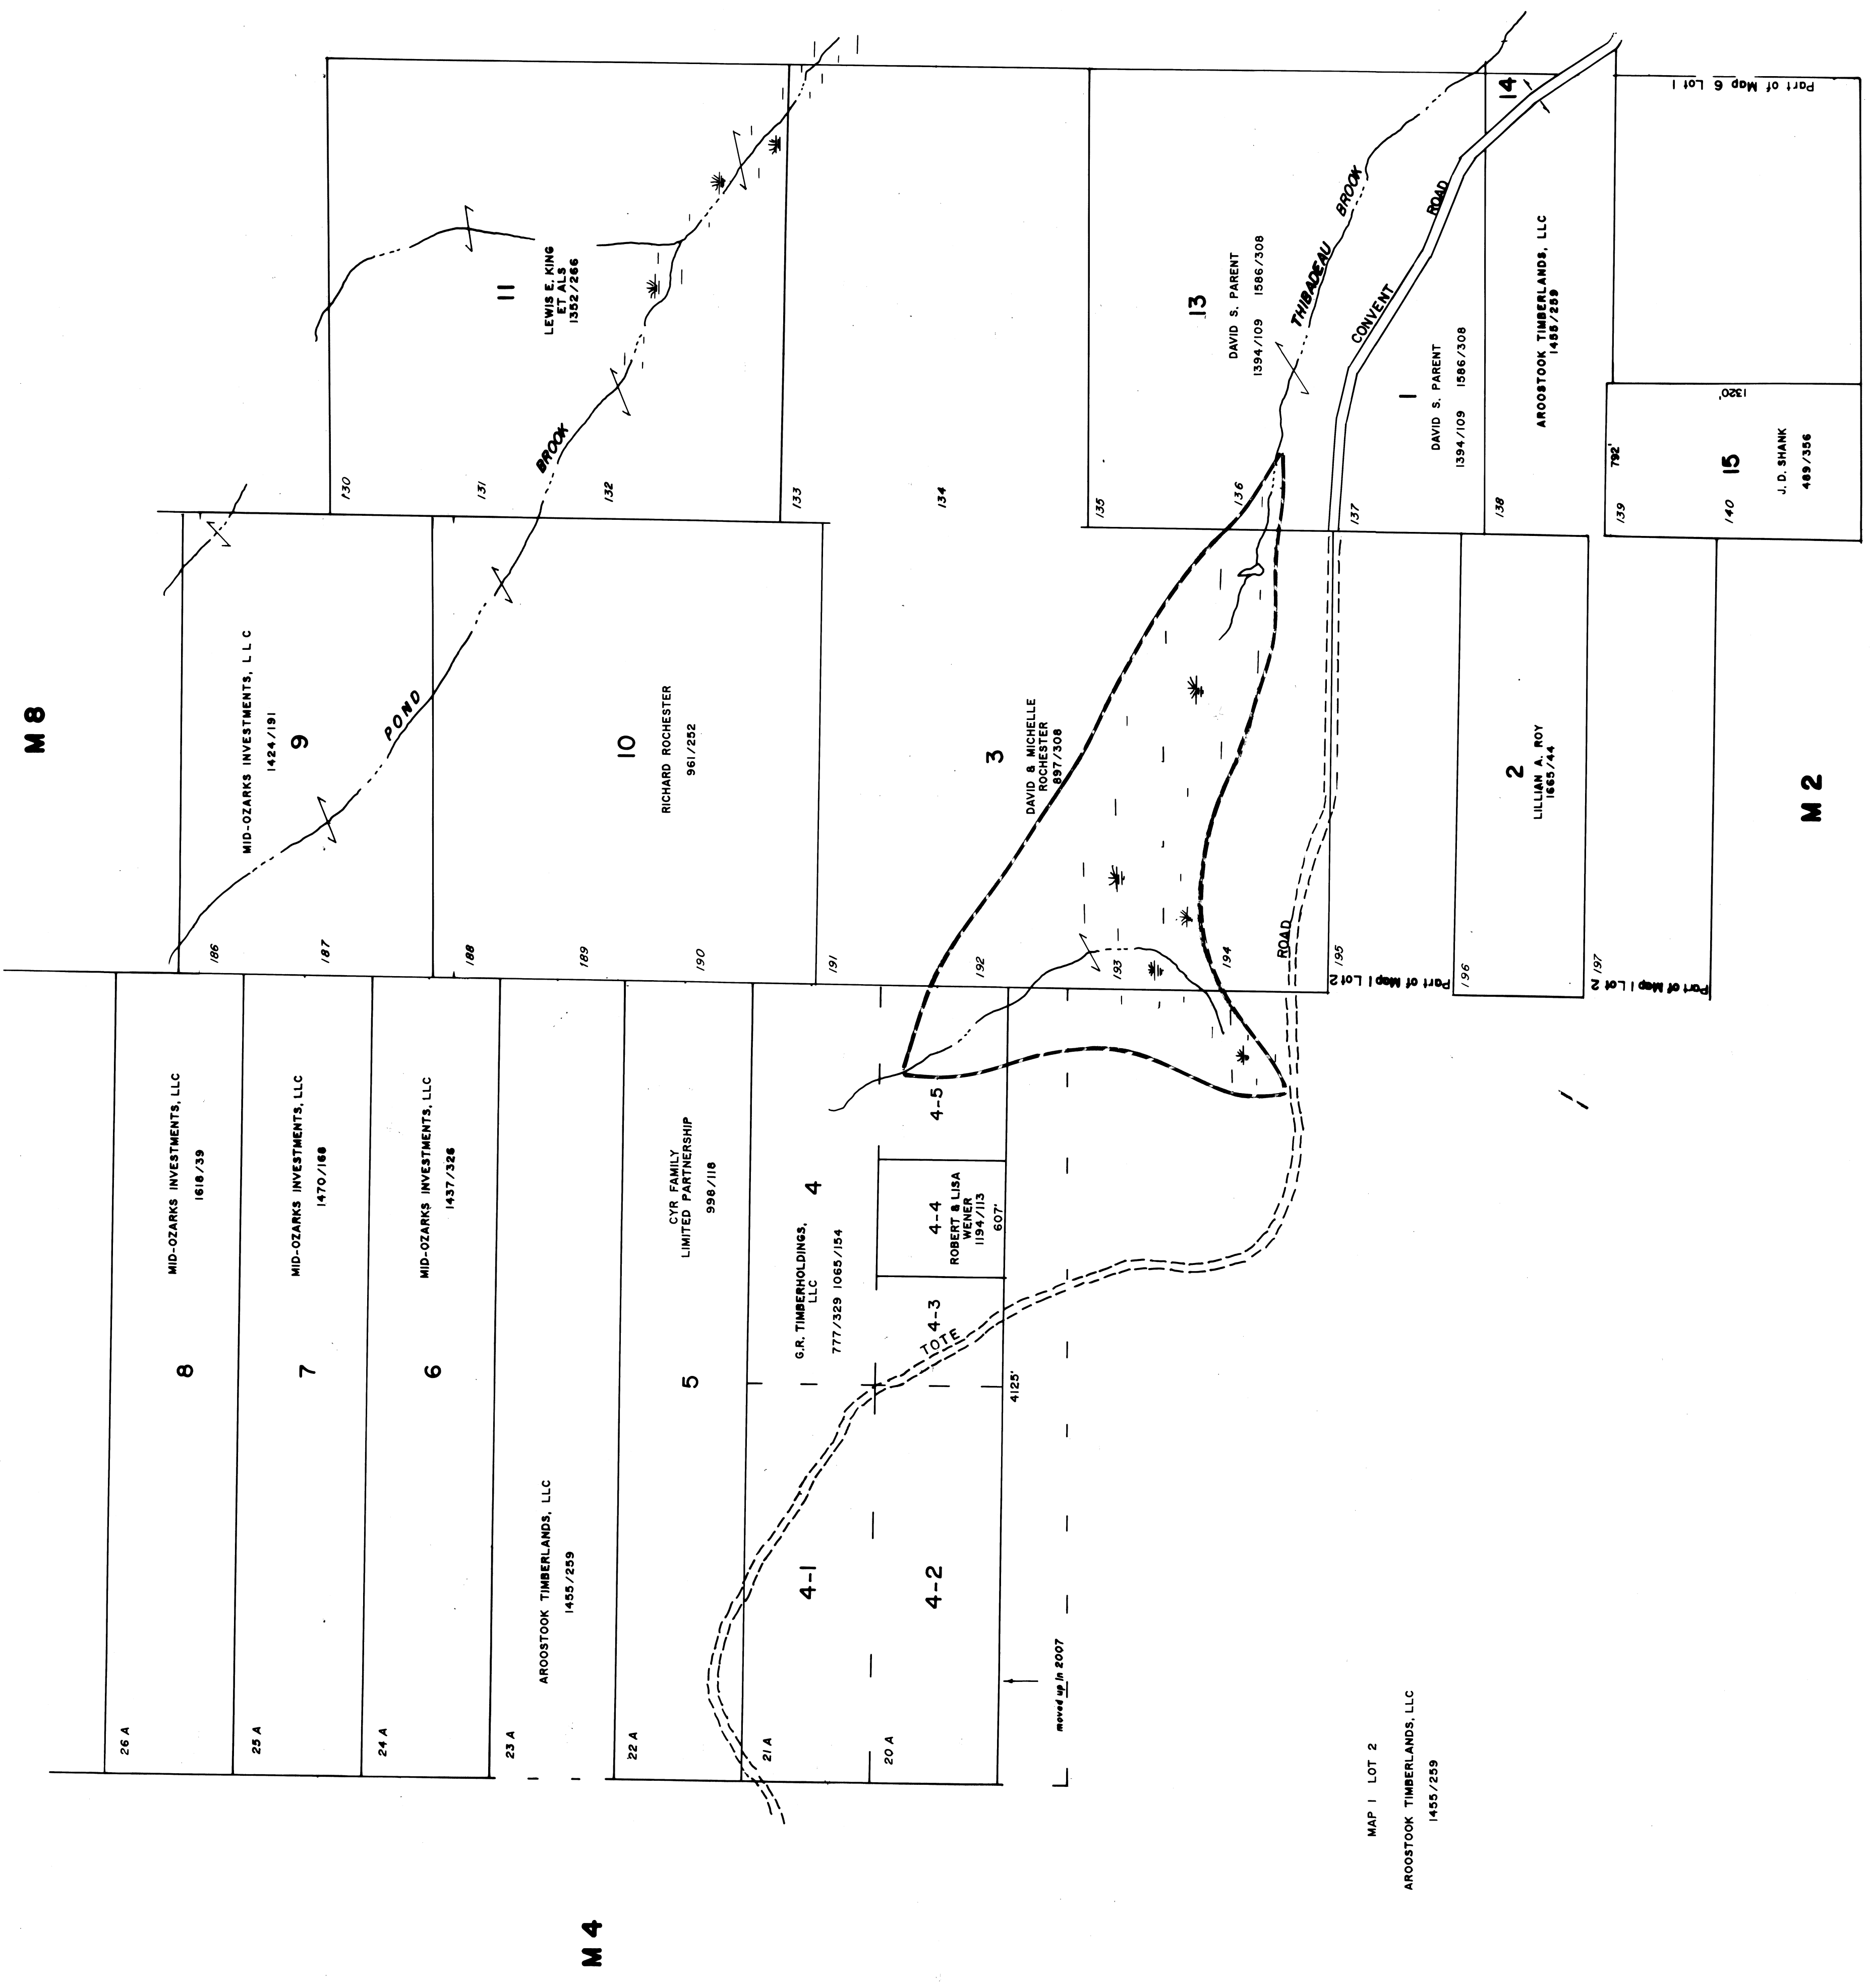 M 8
M 4
M 2
26 A
8
MID-OZARKS INVESTMENTS, LLC
1618/39
25 A
7
MID-OZARKS INVESTMENTS, LLC
1470/168
24 A
6
MID-OZARKS INVESTMENTS, LLC
1437/326
23 A
AROOSTOOK TIMBERLANDS, LLC
1455/259
22 A
5
CYR FAMILY
LIMITED PARTNERSHIP
998/118
21 A
4-1
4
G.R. TIMBERHOLDINGS,
LLC
777/329 1065/154
20 A
4-2
4-3
4-4
ROBERT & LISA
WENER
1194/113
607'
4-5
4125'
TOTE
ROAD
moved up in 2007
MAP 1 LOT 2
AROOSTOOK TIMBERLANDS, LLC
1455/259
186
MID-OZARKS INVESTMENTS, L L C
1424/191
9
187
POND
BROOK
188
189
10
RICHARD ROCHESTER
961/252
190
191
192
3
DAVID & MICHELLE
ROCHESTER
897/308
193
194
195
Part of Map 1 Lot 2
196
2
LILLIAN A. ROY
1665/44
197
Part of Map 1 Lot 2
130
131
11
LEWIS E. KING
ET ALS
1352/266
132
133
134
135
13
DAVID S. PARENT
1394/109 1586/308
136
THIBADEAU BROOK
CONVENT ROAD
137
1
DAVID S. PARENT
1394/109 1586/308
14
138
AROOSTOOK TIMBERLANDS, LLC
1455/259
139
792'
140
15
1320'
J. D. SHANK
489/356
Part of Map 6 Lot 1